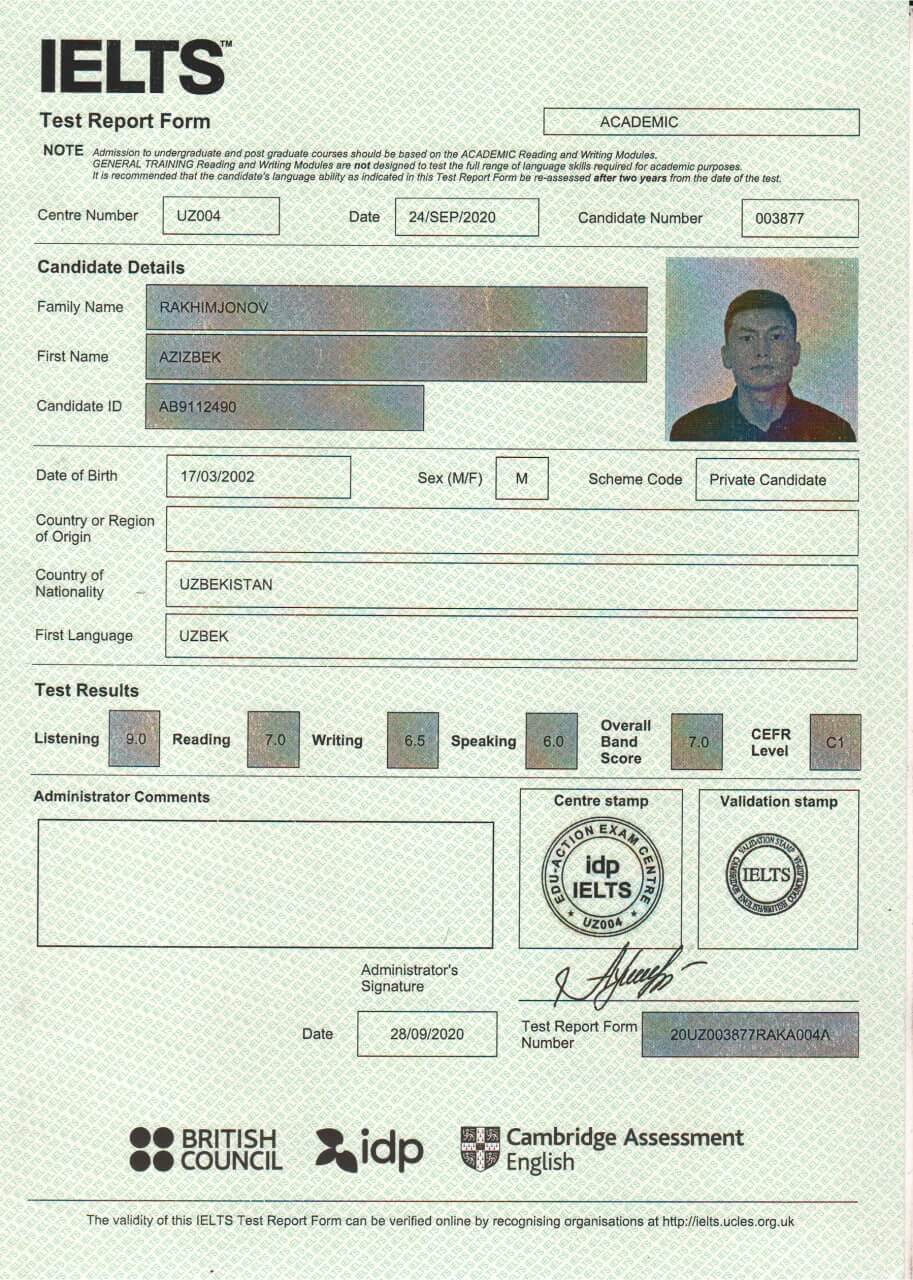 IELTS™
Test Report Form
ACADEMIC
NOTE Admission to undergraduate and post graduate courses should be based on the ACADEMIC Reading and Writing Modules.
GENERAL TRAINING Reading and Writing Modules are not designed to test the full range of language skills required for academic purposes.
It is recommended that the candidate's language ability as indicated in this Test Report Form be re-assessed after two years from the date of the test.
Centre Number UZ004 Date 24/SEP/2020 Candidate Number 003877
Candidate Details
Family Name RAKHIMJONOV
First Name AZIZBEK
Candidate ID AB9112490
Date of Birth 17/03/2002 Sex (M/F) M Scheme Code Private Candidate
Country or Region
of Origin
Country of
Nationality UZBEKISTAN
First Language UZBEK
Test Results
Listening 9.0 Reading 7.0 Writing 6.5 Speaking 6.0 Overall Band Score 7.0 CEFR Level C1
Administrator Comments
Centre stamp
Validation stamp
EDU-ACTION EXAM CENTRE
idp
IELTS
UZ004
VALIDATION STAMP
IELTS
Administrator's
Signature
Date 28/09/2020
Test Report Form
Number 20UZ003877RAKA004A
BRITISH
COUNCIL
idp
Cambridge Assessment
English
The validity of this IELTS Test Report Form can be verified online by recognising organisations at http://ielts.ucles.org.uk